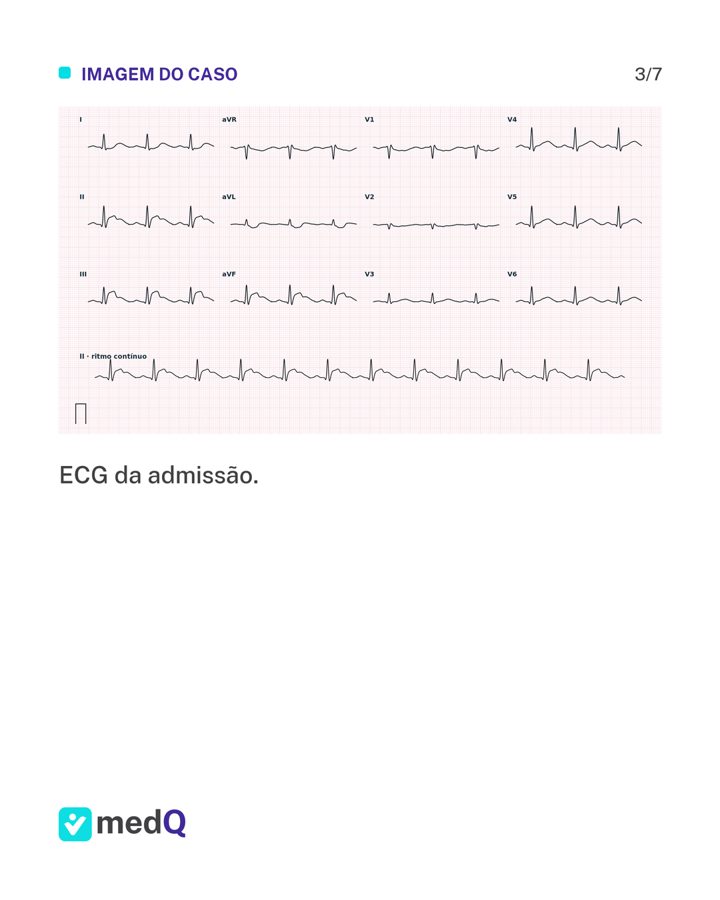 IMAGEM DO CASO
3/7
I
aVR
V1
V4
II
aVL
V2
V5
III
aVF
V3
V6
II · ritmo contínuo
ECG da admissão.
medQ